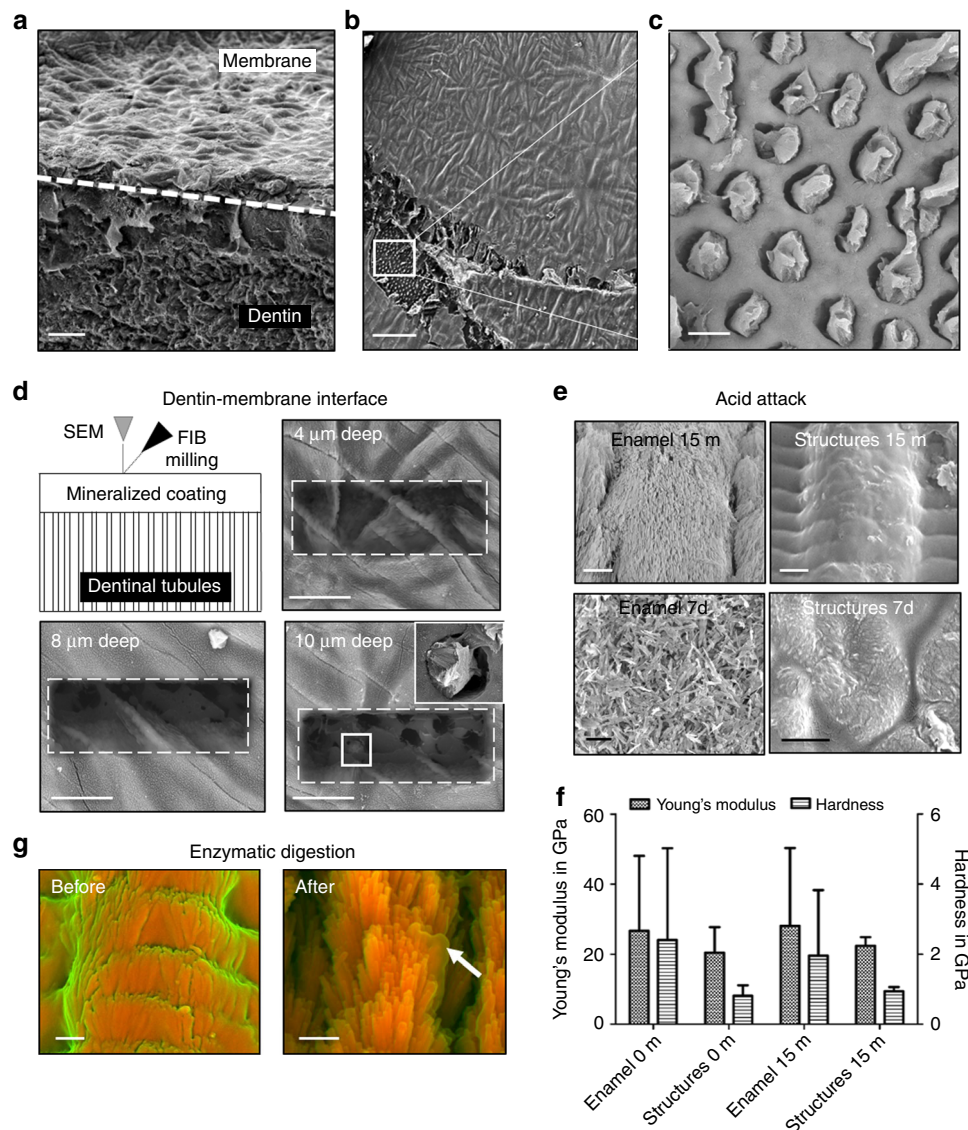 a
Membrane
Dentin
b
c
d
Dentin-membrane interface
SEM
FIB
milling
Mineralized coating
Dentinal tubules
4 μm deep
8 μm deep
10 μm deep
e
Acid attack
Enamel 15 m
Structures 15 m
Enamel 7d
Structures 7d
f
Young's modulus
Hardness
60
40
20
0
Young's modulus in GPa
6
4
2
0
Hardness in GPa
Enamel 0 m
Structures 0 m
Enamel 15 m
Structures 15 m
g
Enzymatic digestion
Before
After